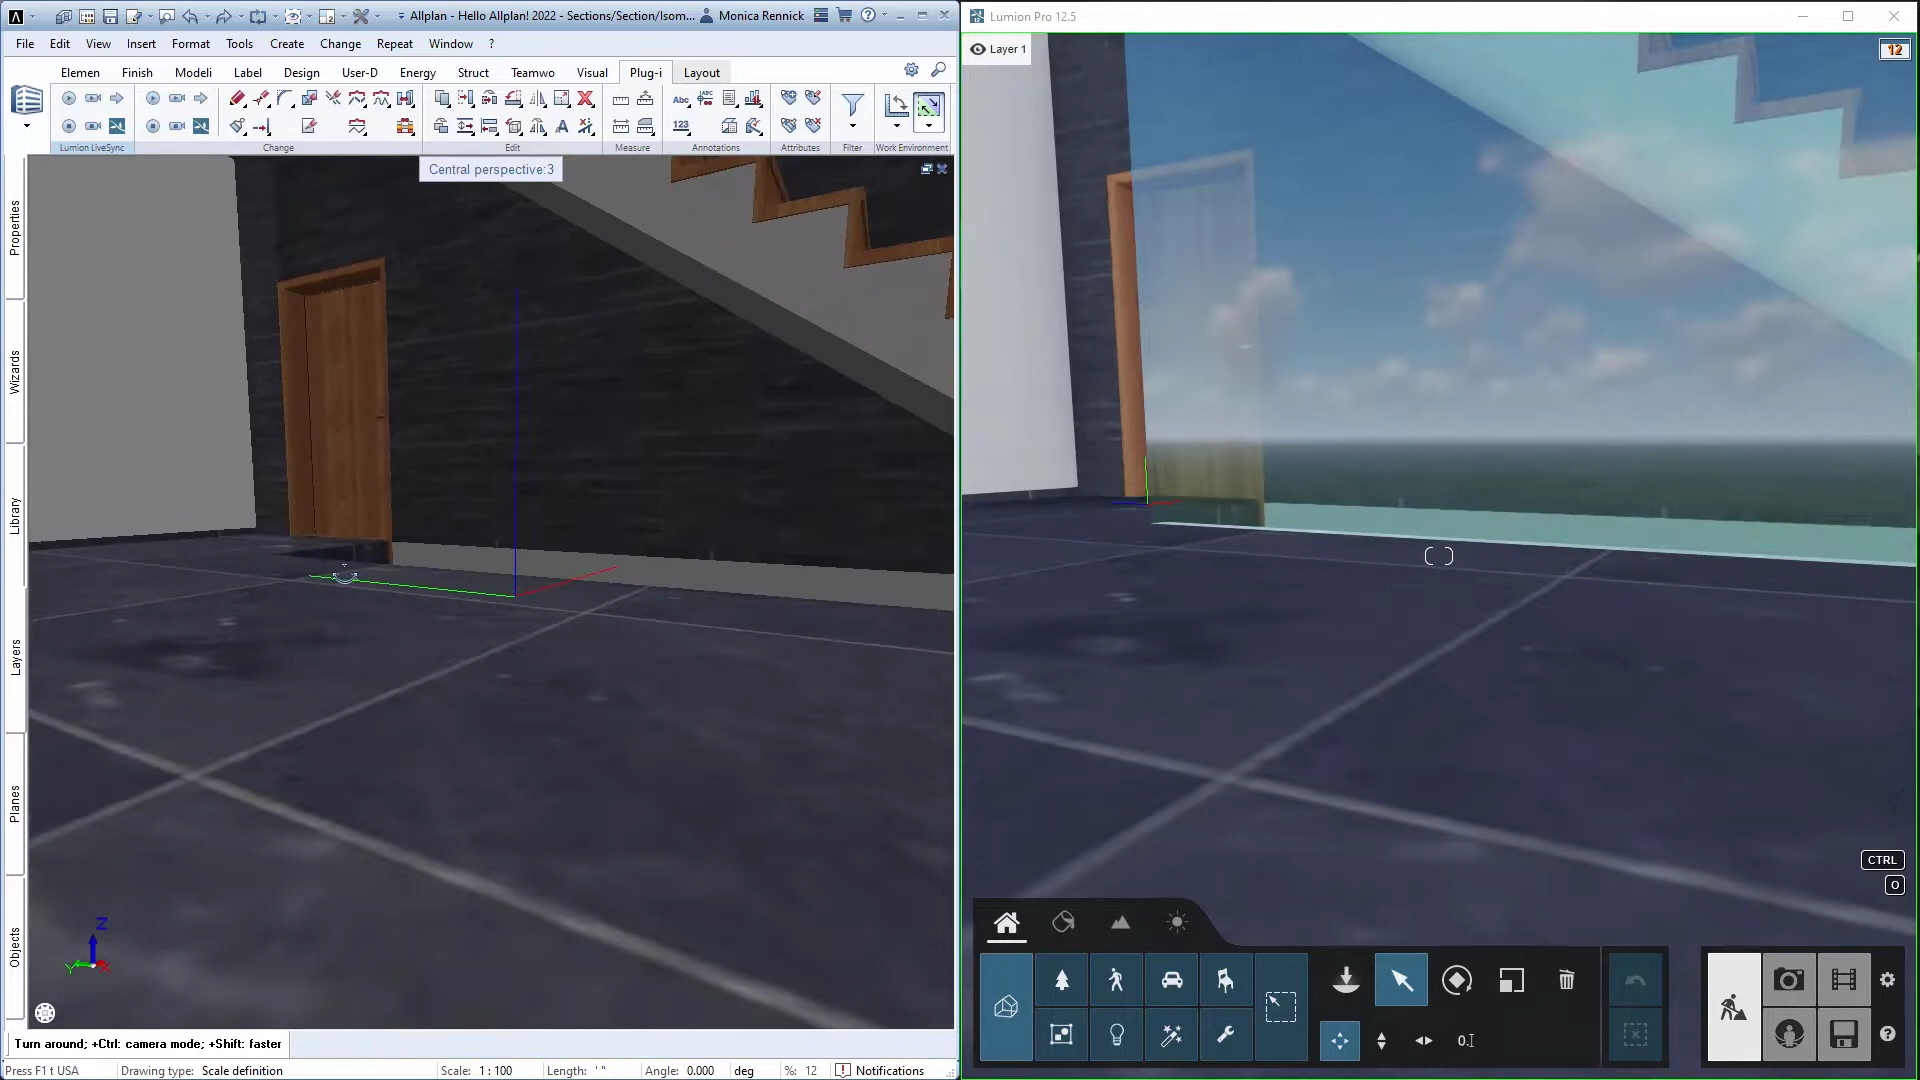 Allplan - Hello Allplan! 2022 - Sections/Section/Isom...
Monica Rennick
File
Edit
View
Insert
Format
Tools
Create
Change
Repeat
Window
?
Elemen
Finish
Modeli
Label
Design
User-D
Energy
Struct
Teamwo
Visual
Plug-i
Layout
Abc
123
Lumion LiveSync
Change
Edit
Measure
Annotations
Attributes
Filter
Work Environment
Central perspective:3
Properties
Wizards
Library
Layers
Planes
Objects
Z
Y
X
Turn around; +Ctrl: camera mode; +Shift: faster
Press F1 t USA
Drawing type:
Scale definition
Scale:
1 : 100
Length:
' "
Angle:
0.000
deg
%:
12
Notifications
Lumion Pro 12.5
Layer 1
12
CTRL
O
0.